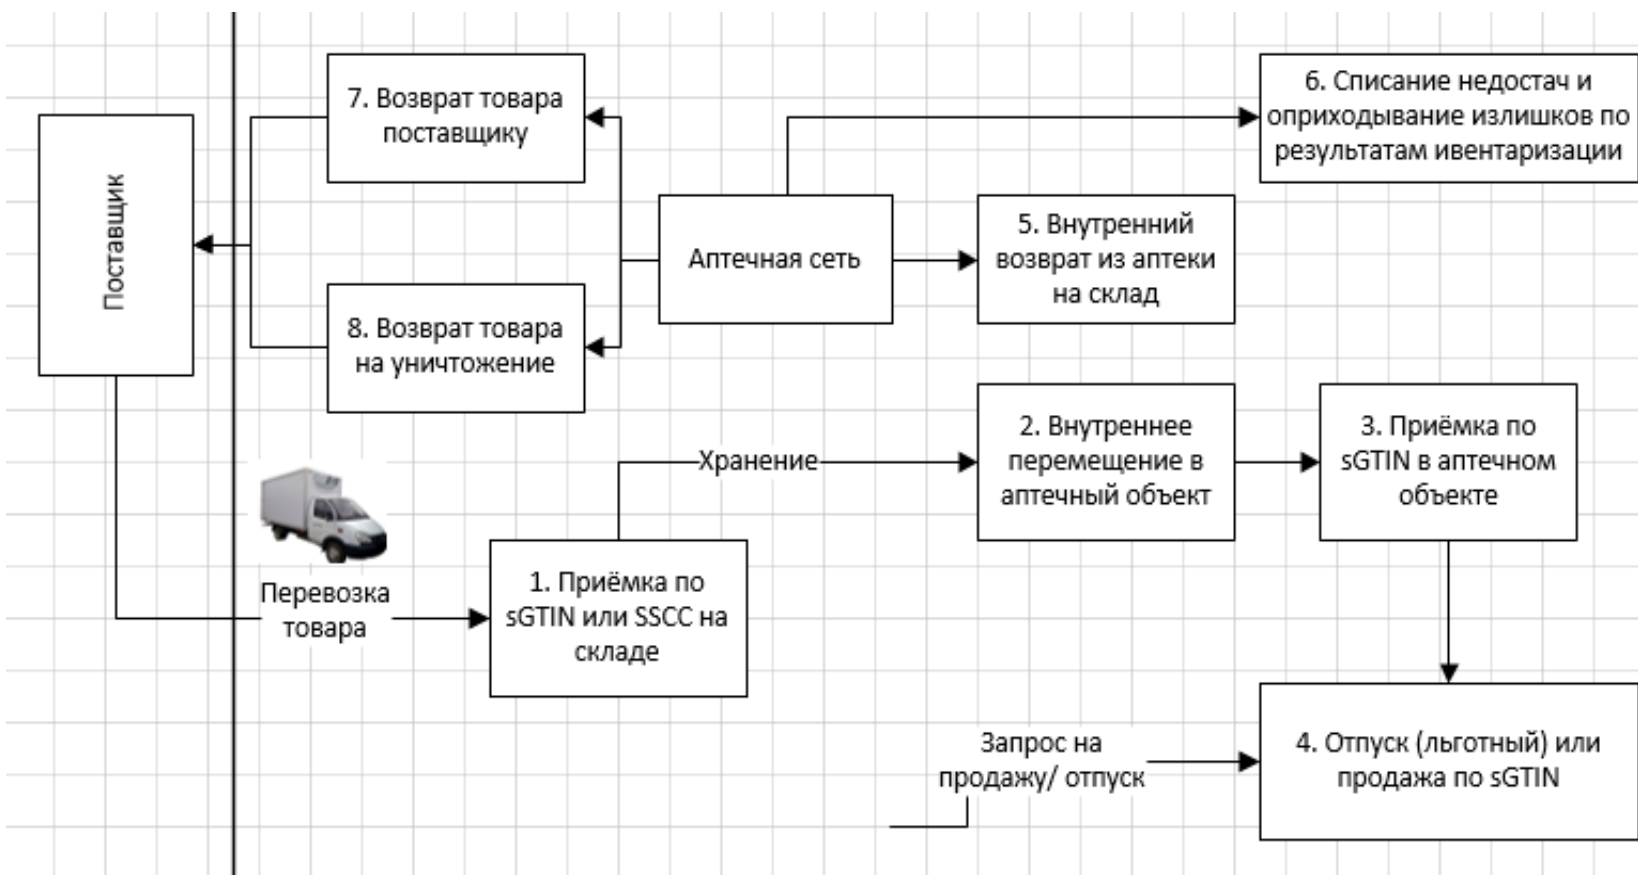 7. Возврат товара
поставщику
6. Списание недостач и
оприходывание излишков по
результатам ивентаризации
Поставщик
Аптечная сеть
5. Внутренний
возврат из аптеки
на склад
8. Возврат товара
на уничтожение
Хранение
2. Внутреннее
перемещение в
аптечный объект
3. Приёмка по
sGTIN в аптечном
объекте
Перевозка
товара
1. Приёмка по
sGTIN или SSCC на
складе
Запрос на
продажу/ отпуск
4. Отпуск (льготный) или
продажа по sGTIN